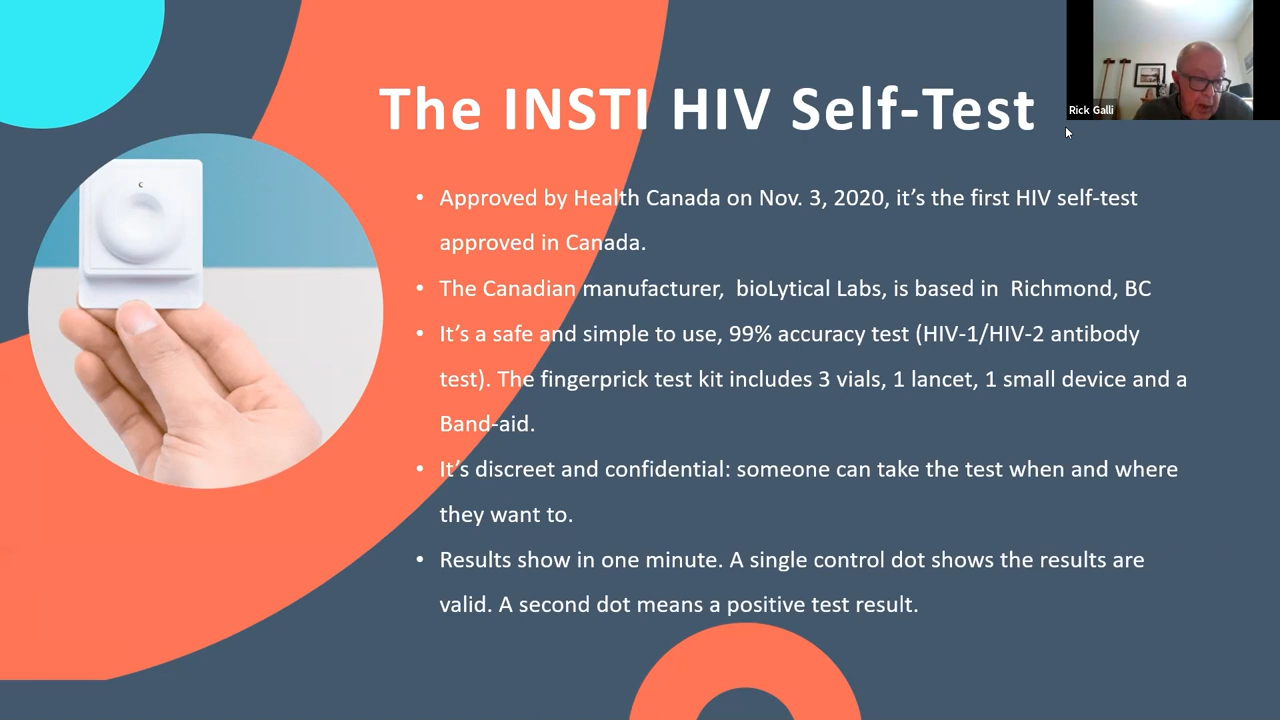 The INSTI HIV Self-Test
Rick Galli
C
• Approved by Health Canada on Nov. 3, 2020, it’s the first HIV self-test
approved in Canada.
• The Canadian manufacturer,  bioLytical Labs, is based in  Richmond, BC
• It’s a safe and simple to use, 99% accuracy test (HIV-1/HIV-2 antibody
test). The fingerprick test kit includes 3 vials, 1 lancet, 1 small device and a
Band-aid.
• It’s discreet and confidential: someone can take the test when and where
they want to.
• Results show in one minute. A single control dot shows the results are
valid. A second dot means a positive test result.